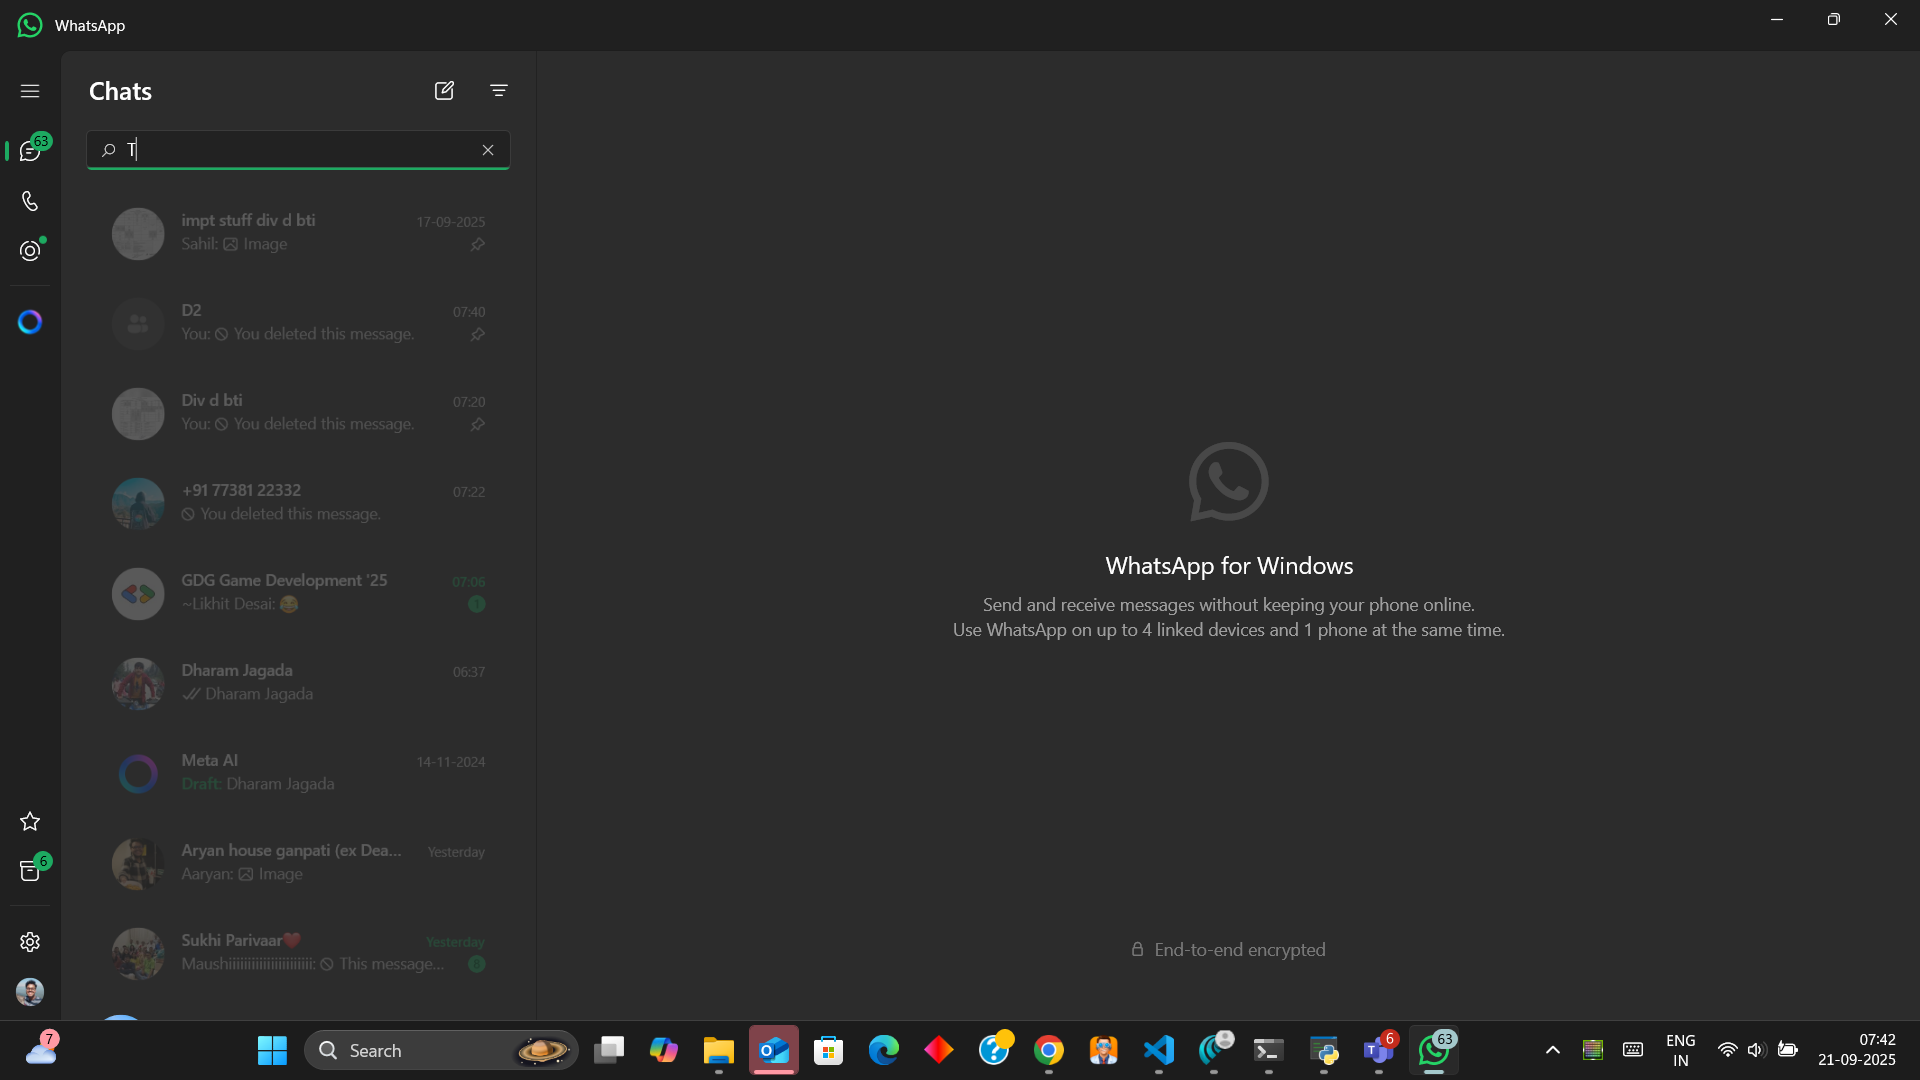 WhatsApp
Chats
63
T
impt stuff div d bti
17-09-2025
Sahil: Image
D2
07:40
You: You deleted this message.
Div d bti
07:20
You: You deleted this message.
+91 77381 22332
07:22
You deleted this message.
GDG Game Development '25
07:06
~Likhit Desai: 😂
1
Dharam Jagada
06:37
Dharam Jagada
Meta AI
14-11-2024
Draft: Dharam Jagada
Aryan house ganpati (ex Dea...
Yesterday
Aaryan: Image
6
Sukhi Parivaar❤️
Yesterday
Maushiiiiiiiiiiiiiiiiiiiiii: This message...
8
WhatsApp for Windows
Send and receive messages without keeping your phone online.
Use WhatsApp on up to 4 linked devices and 1 phone at the same time.
End-to-end encrypted
7
Search
6
63
ENG
IN
07:42
21-09-2025